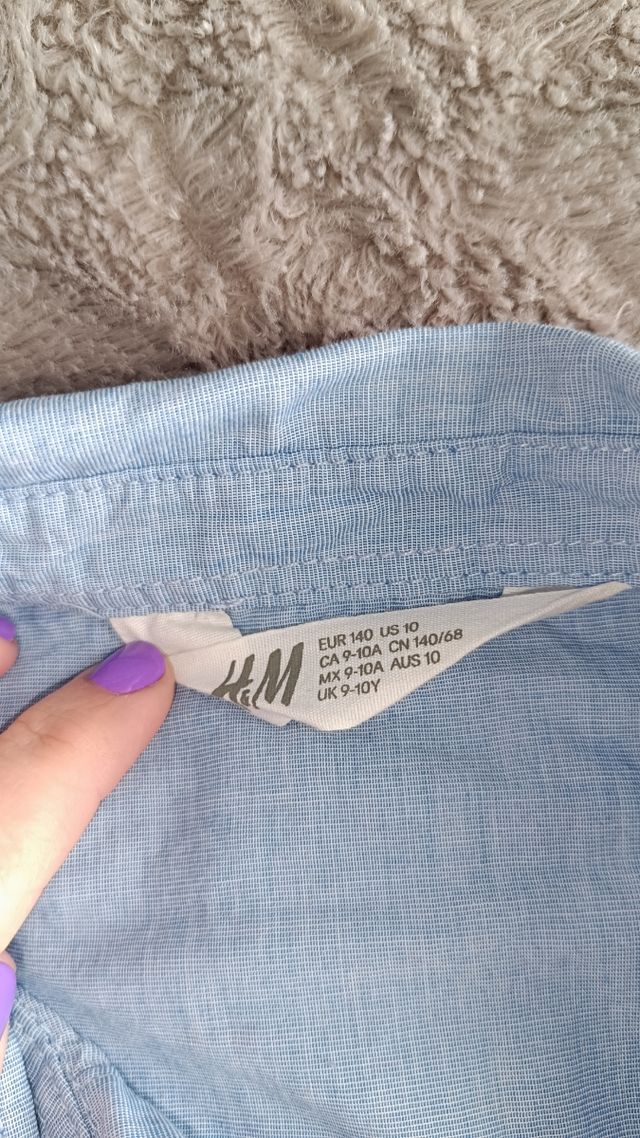 H&M
EUR 140 US 10
CA 9-10A CN 140/68
MX 9-10A AUS 10
UK 9-10Y